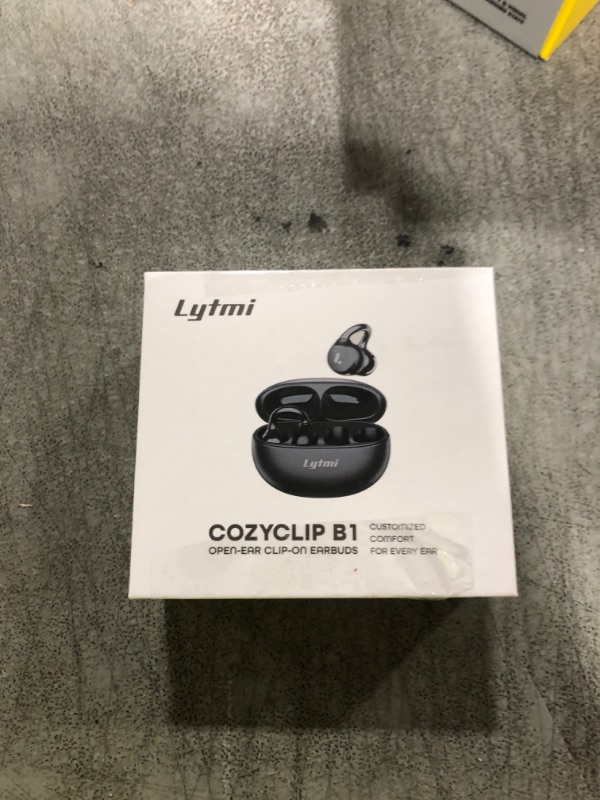 Lytmi
L
Lytmi
COZYCLIP B1
OPEN-EAR CLIP-ON EARBUDS
CUSTOMIZED
COMFORT
FOR EVERY EAR